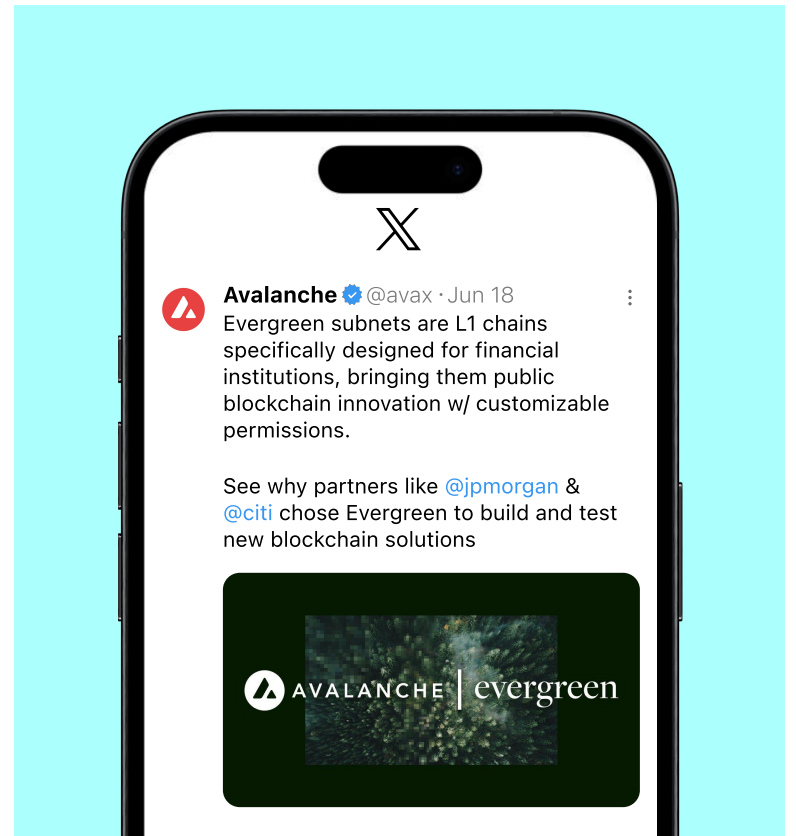 Avalanche @avax · Jun 18
Evergreen subnets are L1 chains
specifically designed for financial
institutions, bringing them public
blockchain innovation w/ customizable
permissions.
See why partners like @jpmorgan &
@citi chose Evergreen to build and test
new blockchain solutions
AVALANCHE | evergreen